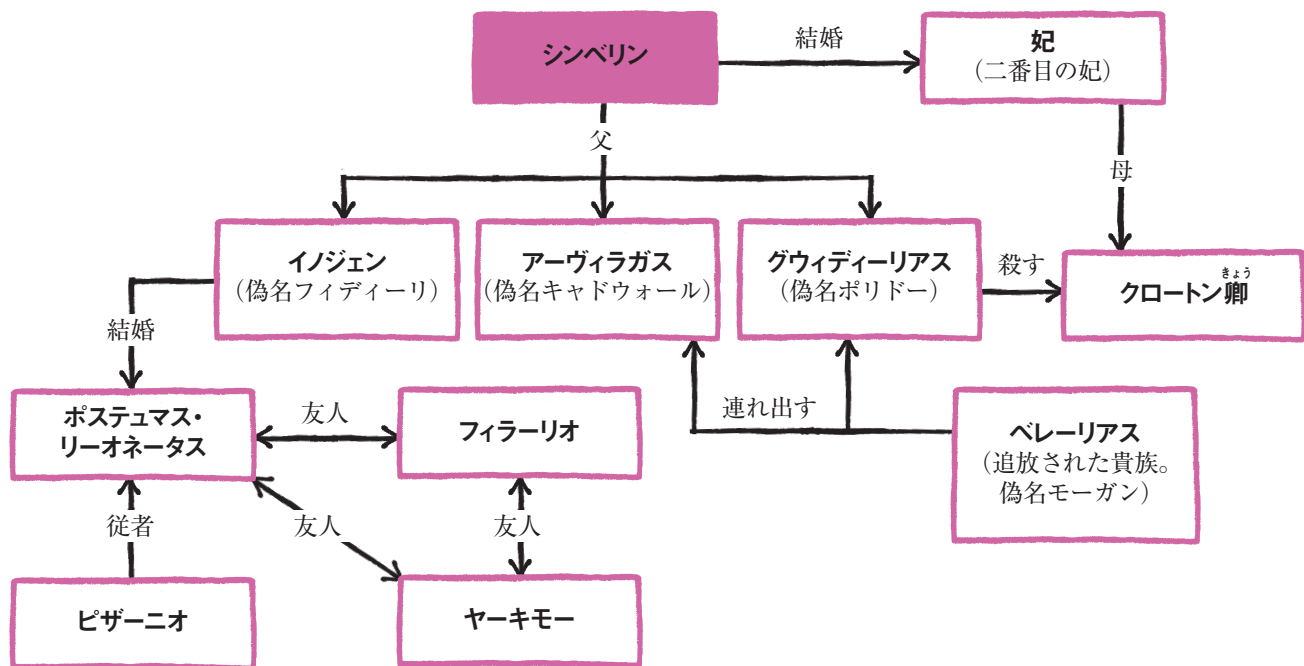 シンベリン
結婚
妃
（二番目の妃）
父
母
イノジェン
（偽名フィディーリ）
アーヴィラガス
（偽名キャドウォール）
グウィディーリアス
（偽名ポリドー）
殺す
きょう
クロートン卿
結婚
ポステュマス・
リーオネータス
友人
フィラーリオ
連れ出す
ベレーリアス
（追放された貴族。
偽名モーガン）
従者
友人
友人
ピザーニオ
ヤーキモー